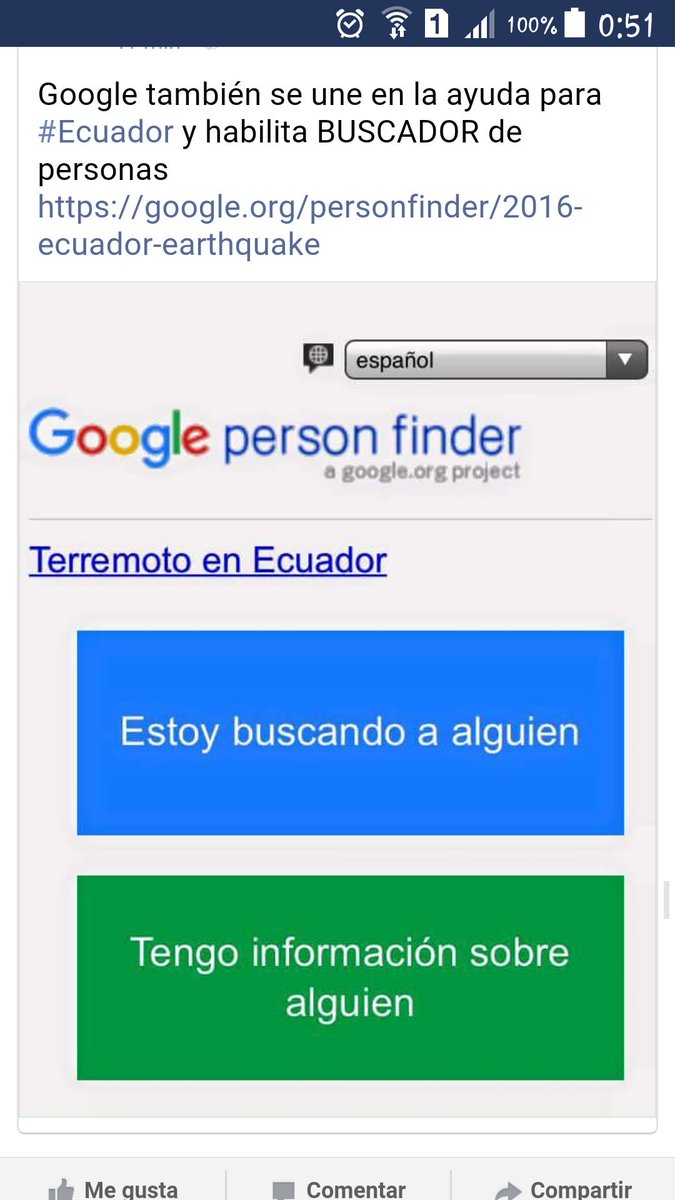 1 100% 0:51
Google también se une en la ayuda para
#Ecuador y habilita BUSCADOR de
personas
https://google.org/personfinder/2016-
ecuador-earthquake
español
Google person finder
a google.org project
Terremoto en Ecuador
Estoy buscando a alguien
Tengo información sobre
alguien
Me gusta Comentar Compartir